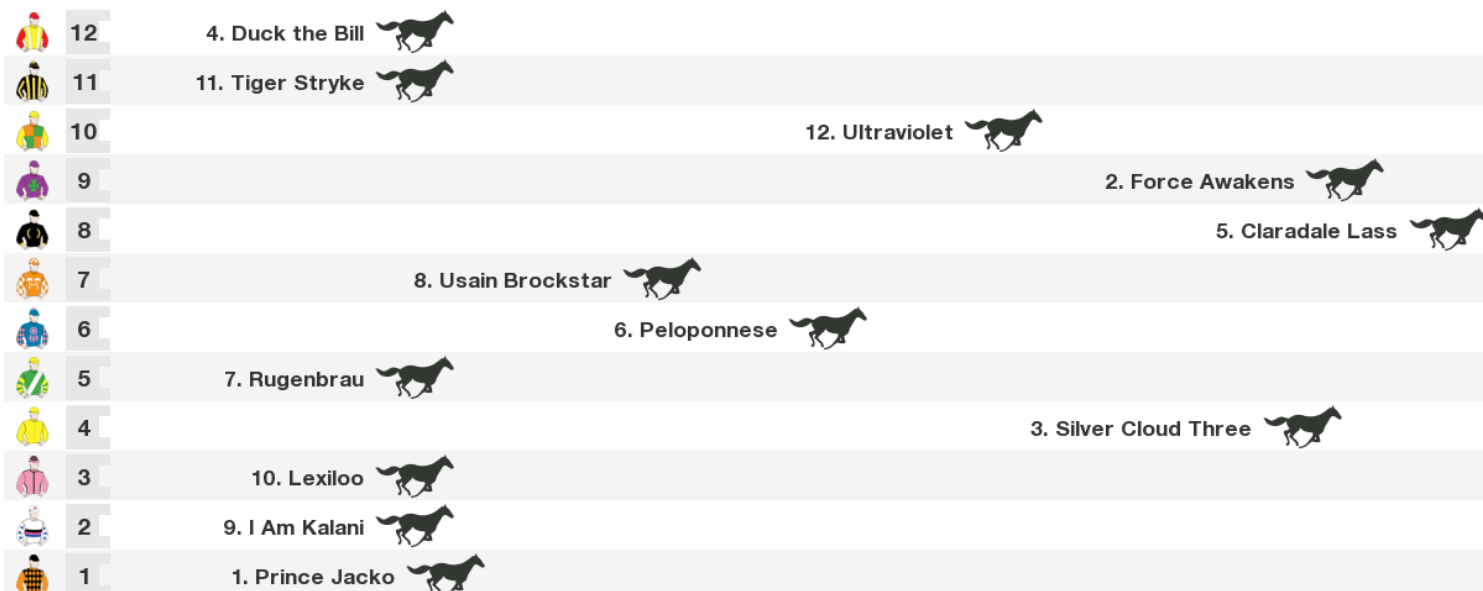 12 4. Duck the Bill
11 11. Tiger Stryke
10 12. Ultraviolet
9 2. Force Awakens
8 5. Claradale Lass
7 8. Usain Brockstar
6 6. Peloponnese
5 7. Rugenbrau
4 3. Silver Cloud Three
3 10. Lexiloo
2 9. I Am Kalani
1 1. Prince Jacko